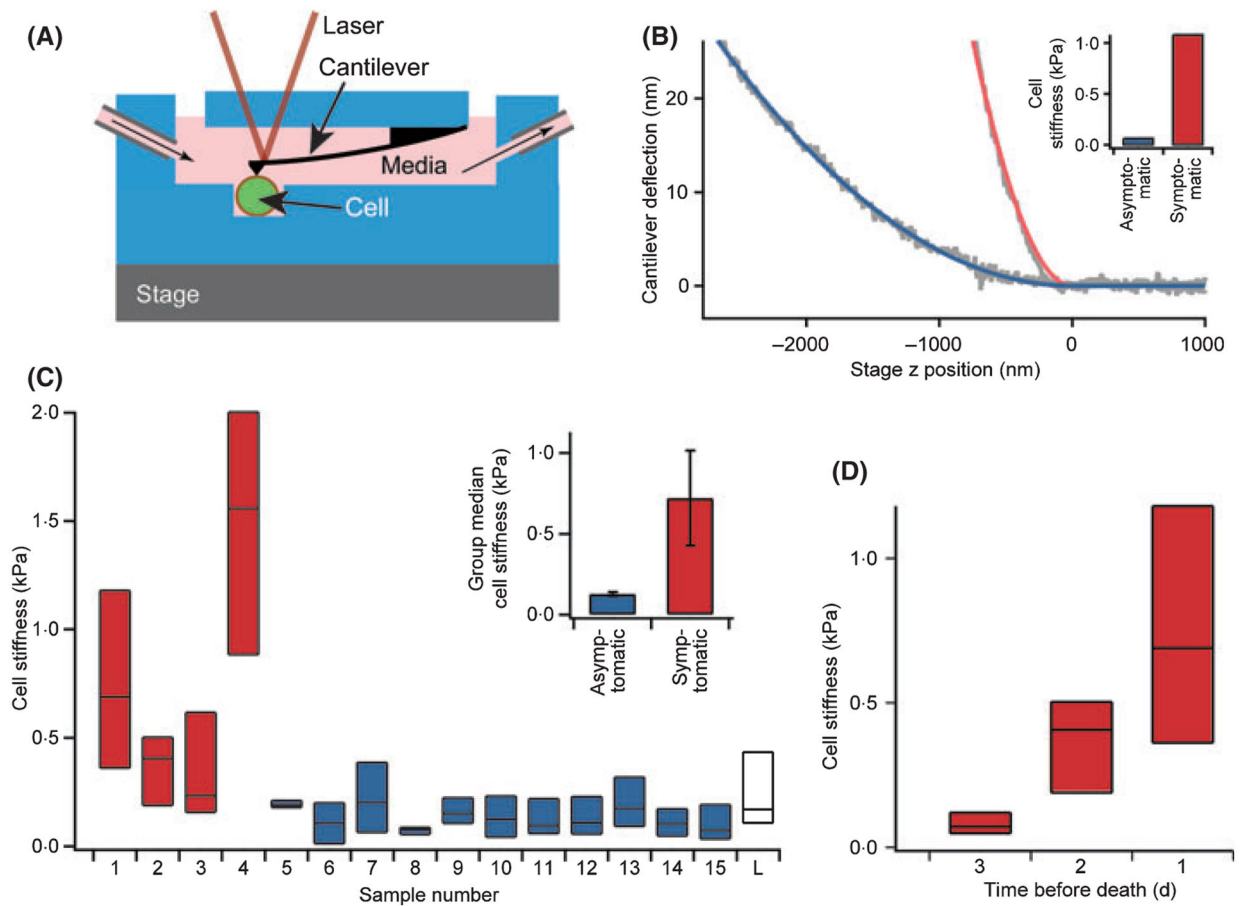 (A)
Laser
Cantilever
Media
Cell
Stage
(B)
Cantilever deflection (nm)
20
10
0
–2000
–1000
0
1000
Stage z position (nm)
Cell
stiffness (kPa)
1·0
0·5
0·0
Asympto-
matic
Sympto-
matic
(C)
Cell stiffness (kPa)
2·0
1·5
1·0
0·5
0·0
1 2 3 4 5 6 7 8 9 10 11 12 13 14 15 L
Sample number
Group median
cell stiffness (kPa)
1·0
0·5
0·0
Asymp-
tomatic
Symp-
tomatic
(D)
Cell stiffness (kPa)
1·0
0·5
0·0
3 2 1
Time before death (d)